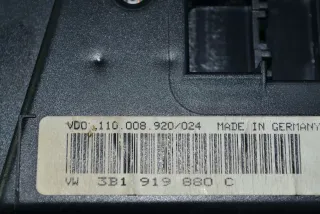 VDO 110.008.920/024 MADE IN GERMANY
VW 3B1 919 880 C